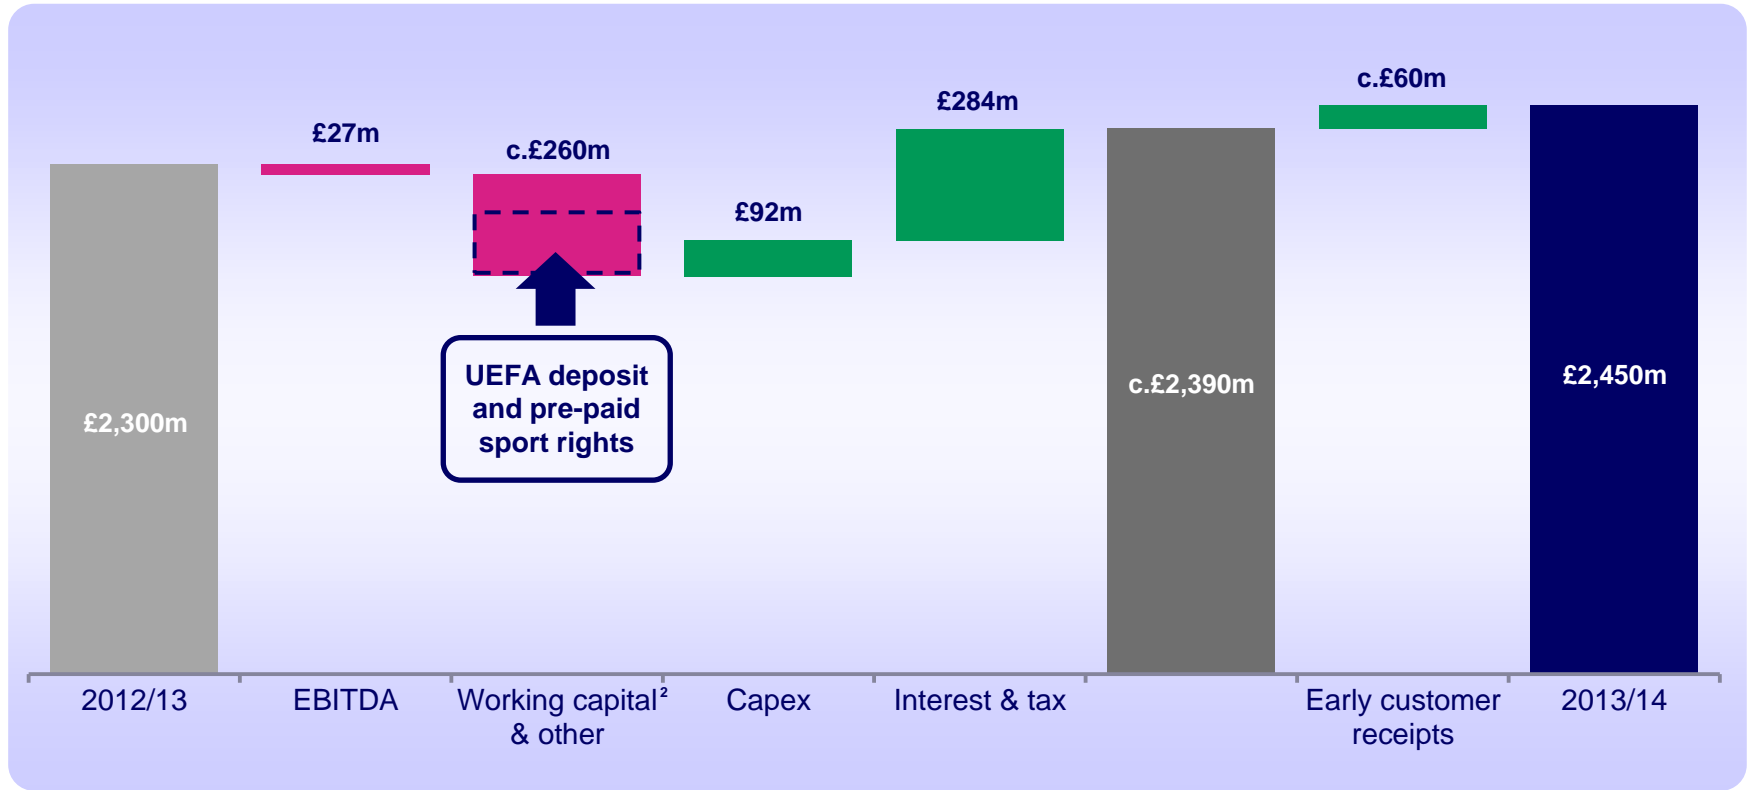 c.£60m
£284m
£27m
c.£260m
£92m
UEFA deposit
and pre-paid
sport rights
£2,300m
c.£2,390m
£2,450m
2012/13
EBITDA
Working capital²
& other
Capex
Interest & tax
Early customer
receipts
2013/14